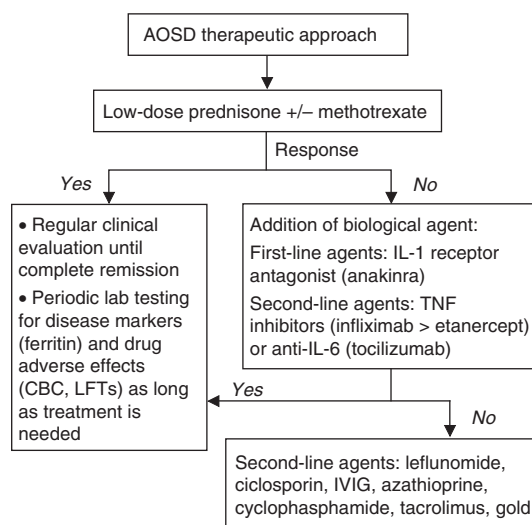 AOSD therapeutic approach
Low-dose prednisone +/– methotrexate
Response
Yes
No
• Regular clinical
evaluation until
complete remission
• Periodic lab testing
for disease markers
(ferritin) and drug
adverse effects
(CBC, LFTs) as long
as treatment is
needed
Addition of biological agent:
First-line agents: IL-1 receptor
antagonist (anakinra)
Second-line agents: TNF
inhibitors (infliximab > etanercept)
or anti-IL-6 (tocilizumab)
Yes
No
Second-line agents: leflunomide,
ciclosporin, IVIG, azathioprine,
cyclophasphamide, tacrolimus, gold